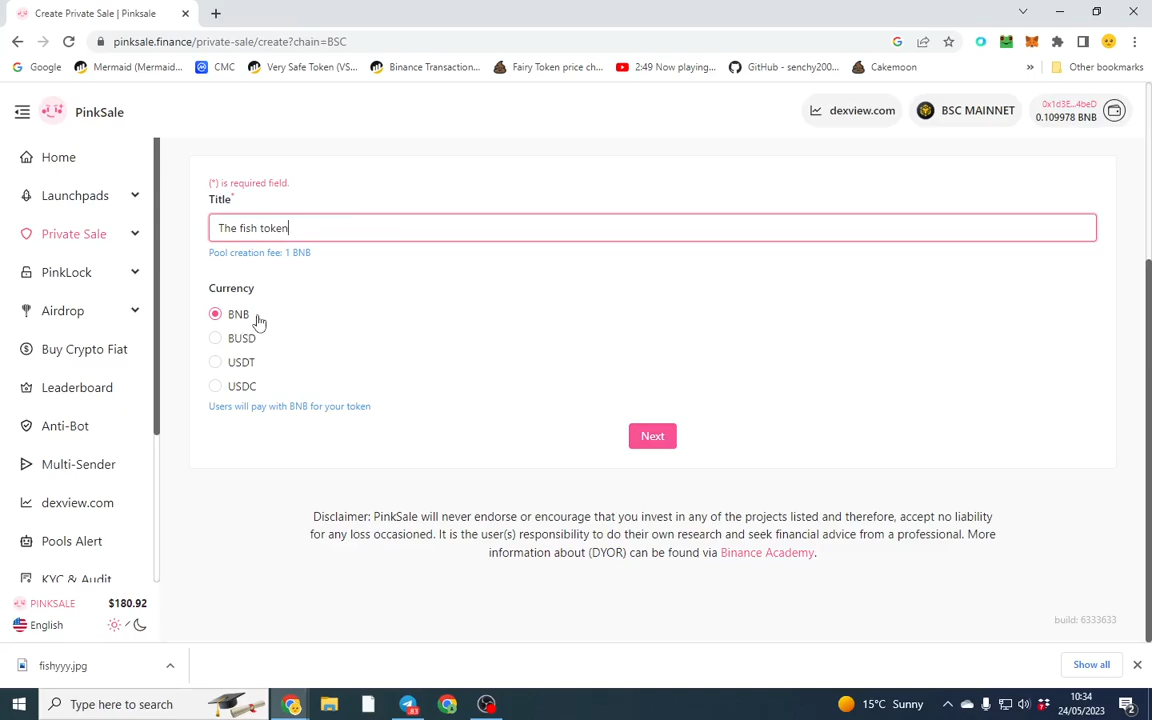 Create Private Sale | Pinksale
pinksale.finance/private-sale/create?chain=BSC
Google
Mermaid (Mermaid...
CMC
Very Safe Token (VS...
Binance Transaction...
Fairy Token price ch...
2:49 Now playing...
GitHub - senchy200...
Cakemoon
»
Other bookmarks
PinkSale
dexview.com
BSC MAINNET
0x1d3E...4beD
0.109978 BNB
Home
Launchpads
Private Sale
PinkLock
Airdrop
Buy Crypto Fiat
Leaderboard
Anti-Bot
Multi-Sender
dexview.com
Pools Alert
KYC & Audit
PINKSALE $180.92
English
(*) is required field.
Title*
The fish token
Pool creation fee: 1 BNB
Currency
BNB
BUSD
USDT
USDC
Users will pay with BNB for your token
Next
Disclaimer: PinkSale will never endorse or encourage that you invest in any of the projects listed and therefore, accept no liability
for any loss occasioned. It is the user(s) responsibility to do their own research and seek financial advice from a professional. More
information about (DYOR) can be found via Binance Academy.
build: 6333633
fishyyy.jpg
Show all
Type here to search
15°C Sunny
10:34
24/05/2023
2